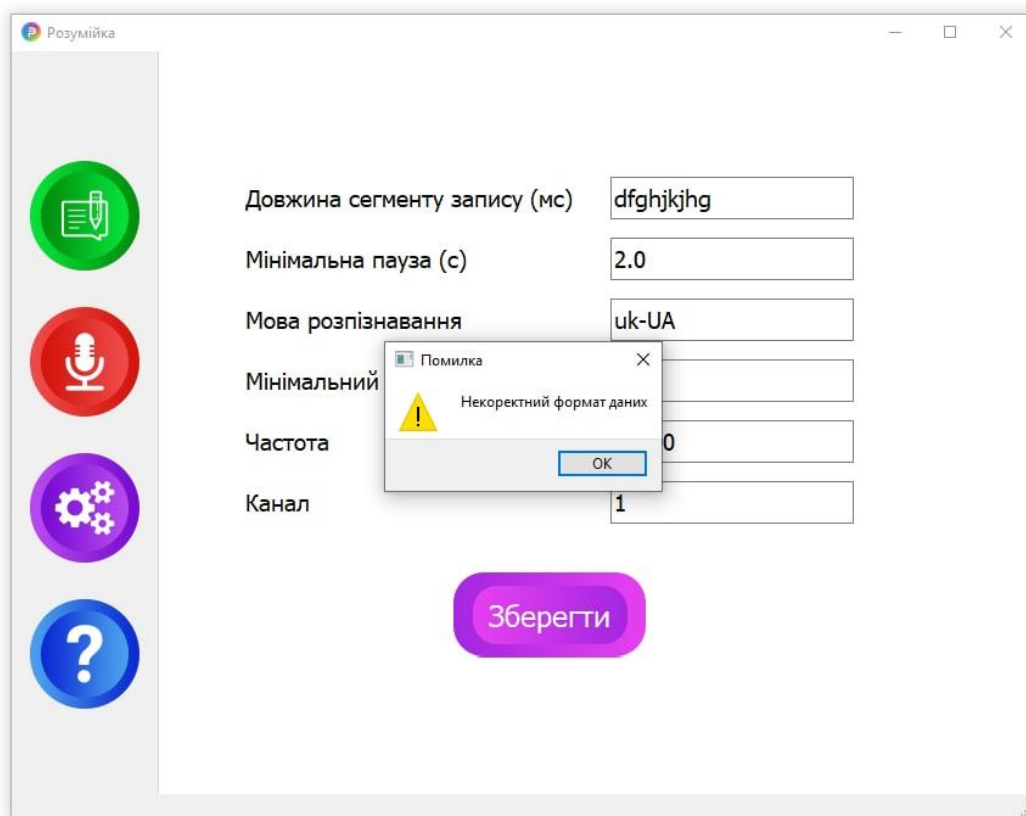 Розумійка
Довжина сегменту запису (мс)
dfghjkjhg
Мінімальна пауза (с)
2.0
Мова розпізнавання
uk-UA
Помилка
Мінімальний
Некоректний формат даних
Частота
0
OK
Канал
1
Зберегти